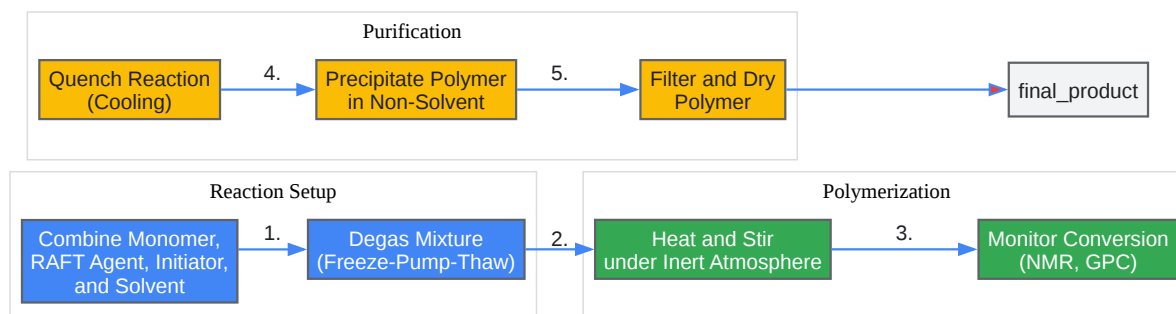 Purification
Quench Reaction
(Cooling)
4.
Precipitate Polymer
in Non-Solvent
5.
Filter and Dry
Polymer
final_product
Reaction Setup
Combine Monomer,
RAFT Agent, Initiator,
and Solvent
1.
Degas Mixture
(Freeze-Pump-Thaw)
2.
Polymerization
Heat and Stir
under Inert Atmosphere
3.
Monitor Conversion
(NMR, GPC)